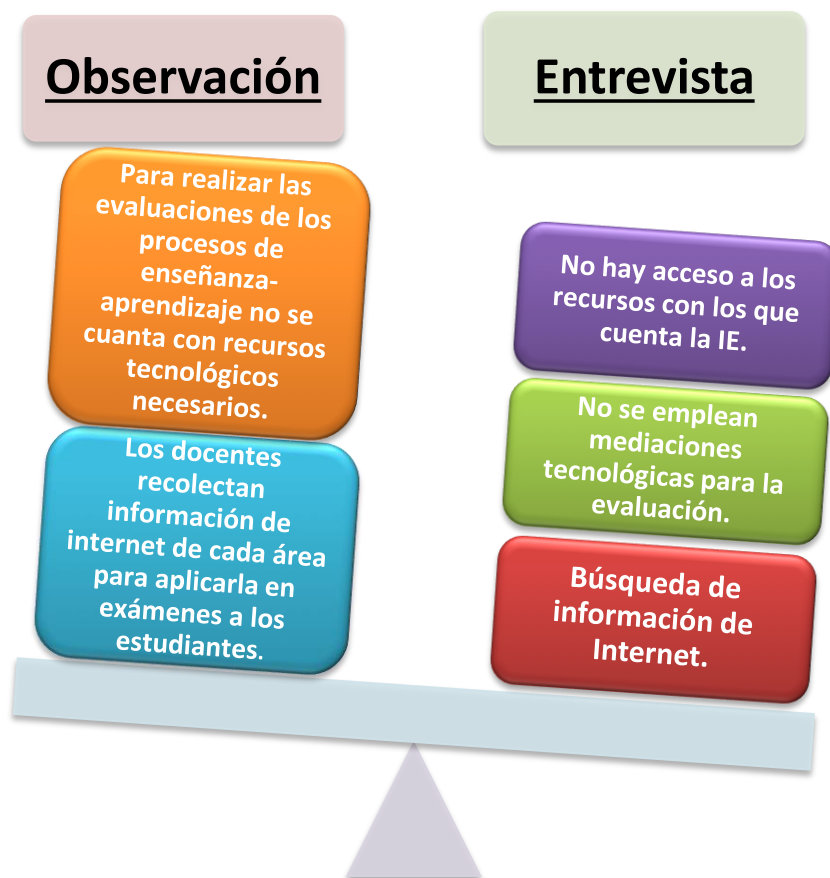 Observación
Para realizar las
evaluaciones de los
procesos de
enseñanza-
aprendizaje no se
cuanta con recursos
tecnológicos
necesarios.
Los docentes
recolectan
información de
internet de cada área
para aplicarla en
exámenes a los
estudiantes.
Entrevista
No hay acceso a los
recursos con los que
cuenta la IE.
No se emplean
mediaciones
tecnológicas para la
evaluación.
Búsqueda de
información de
Internet.